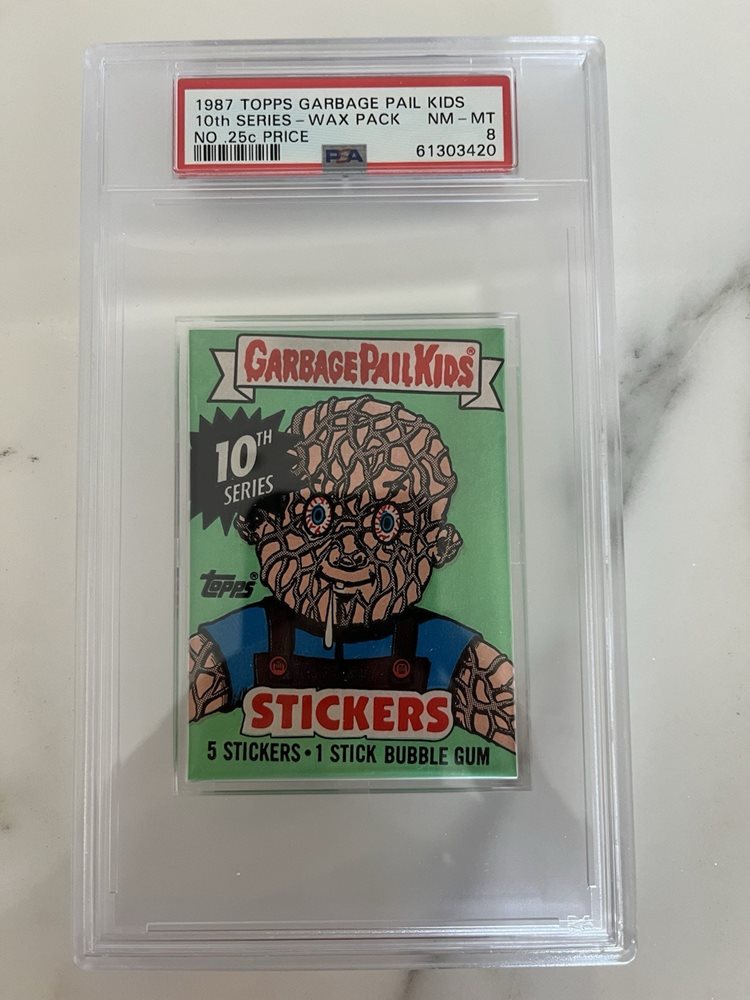 1987 TOPPS GARBAGE PAIL KIDS
10th SERIES - WAX PACK NM - MT
NO .25c PRICE 8
PSA 61303420
GARBAGE PAIL KIDS®
10TH
SERIES
TOPPS®
STICKERS
5 STICKERS • 1 STICK BUBBLE GUM